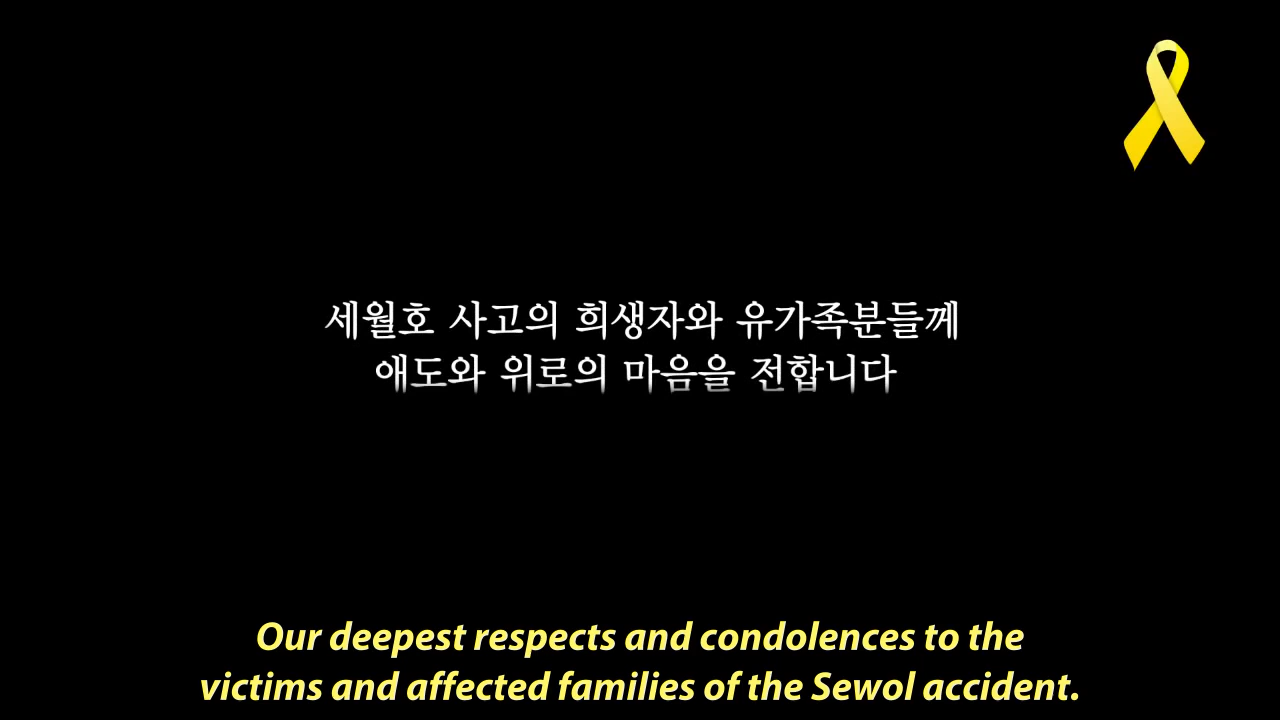 세월호 사고의 희생자와 유가족분들께
애도와 위로의 마음을 전합니다
Our deepest respects and condolences to the
victims and affected families of the Sewol accident.